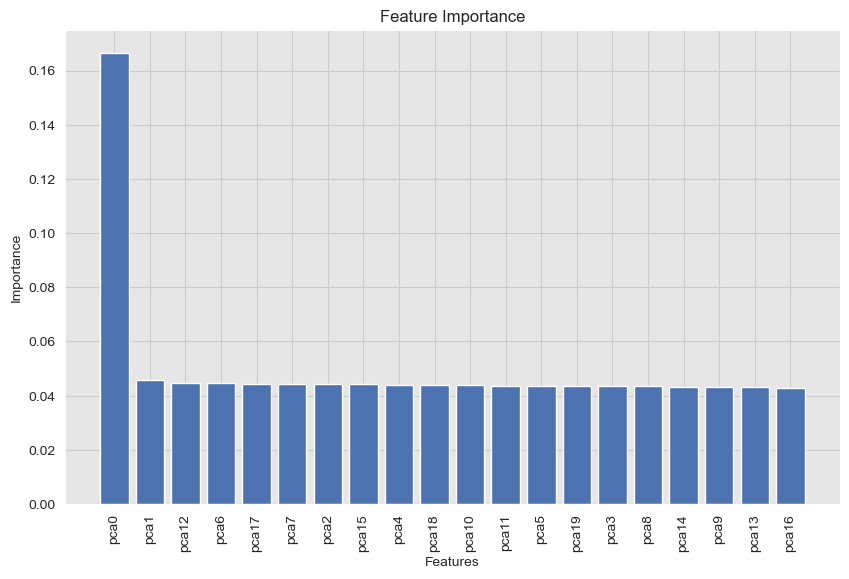 Feature Importance
0.16
0.14
0.12
0.10
0.08
0.06
0.04
0.02
0.00
Importance
pca0
pca1
pca12
pca6
pca17
pca7
pca2
pca15
pca4
pca18
pca10
pca11
pca5
pca19
pca3
pca8
pca14
pca9
pca13
pca16
Features